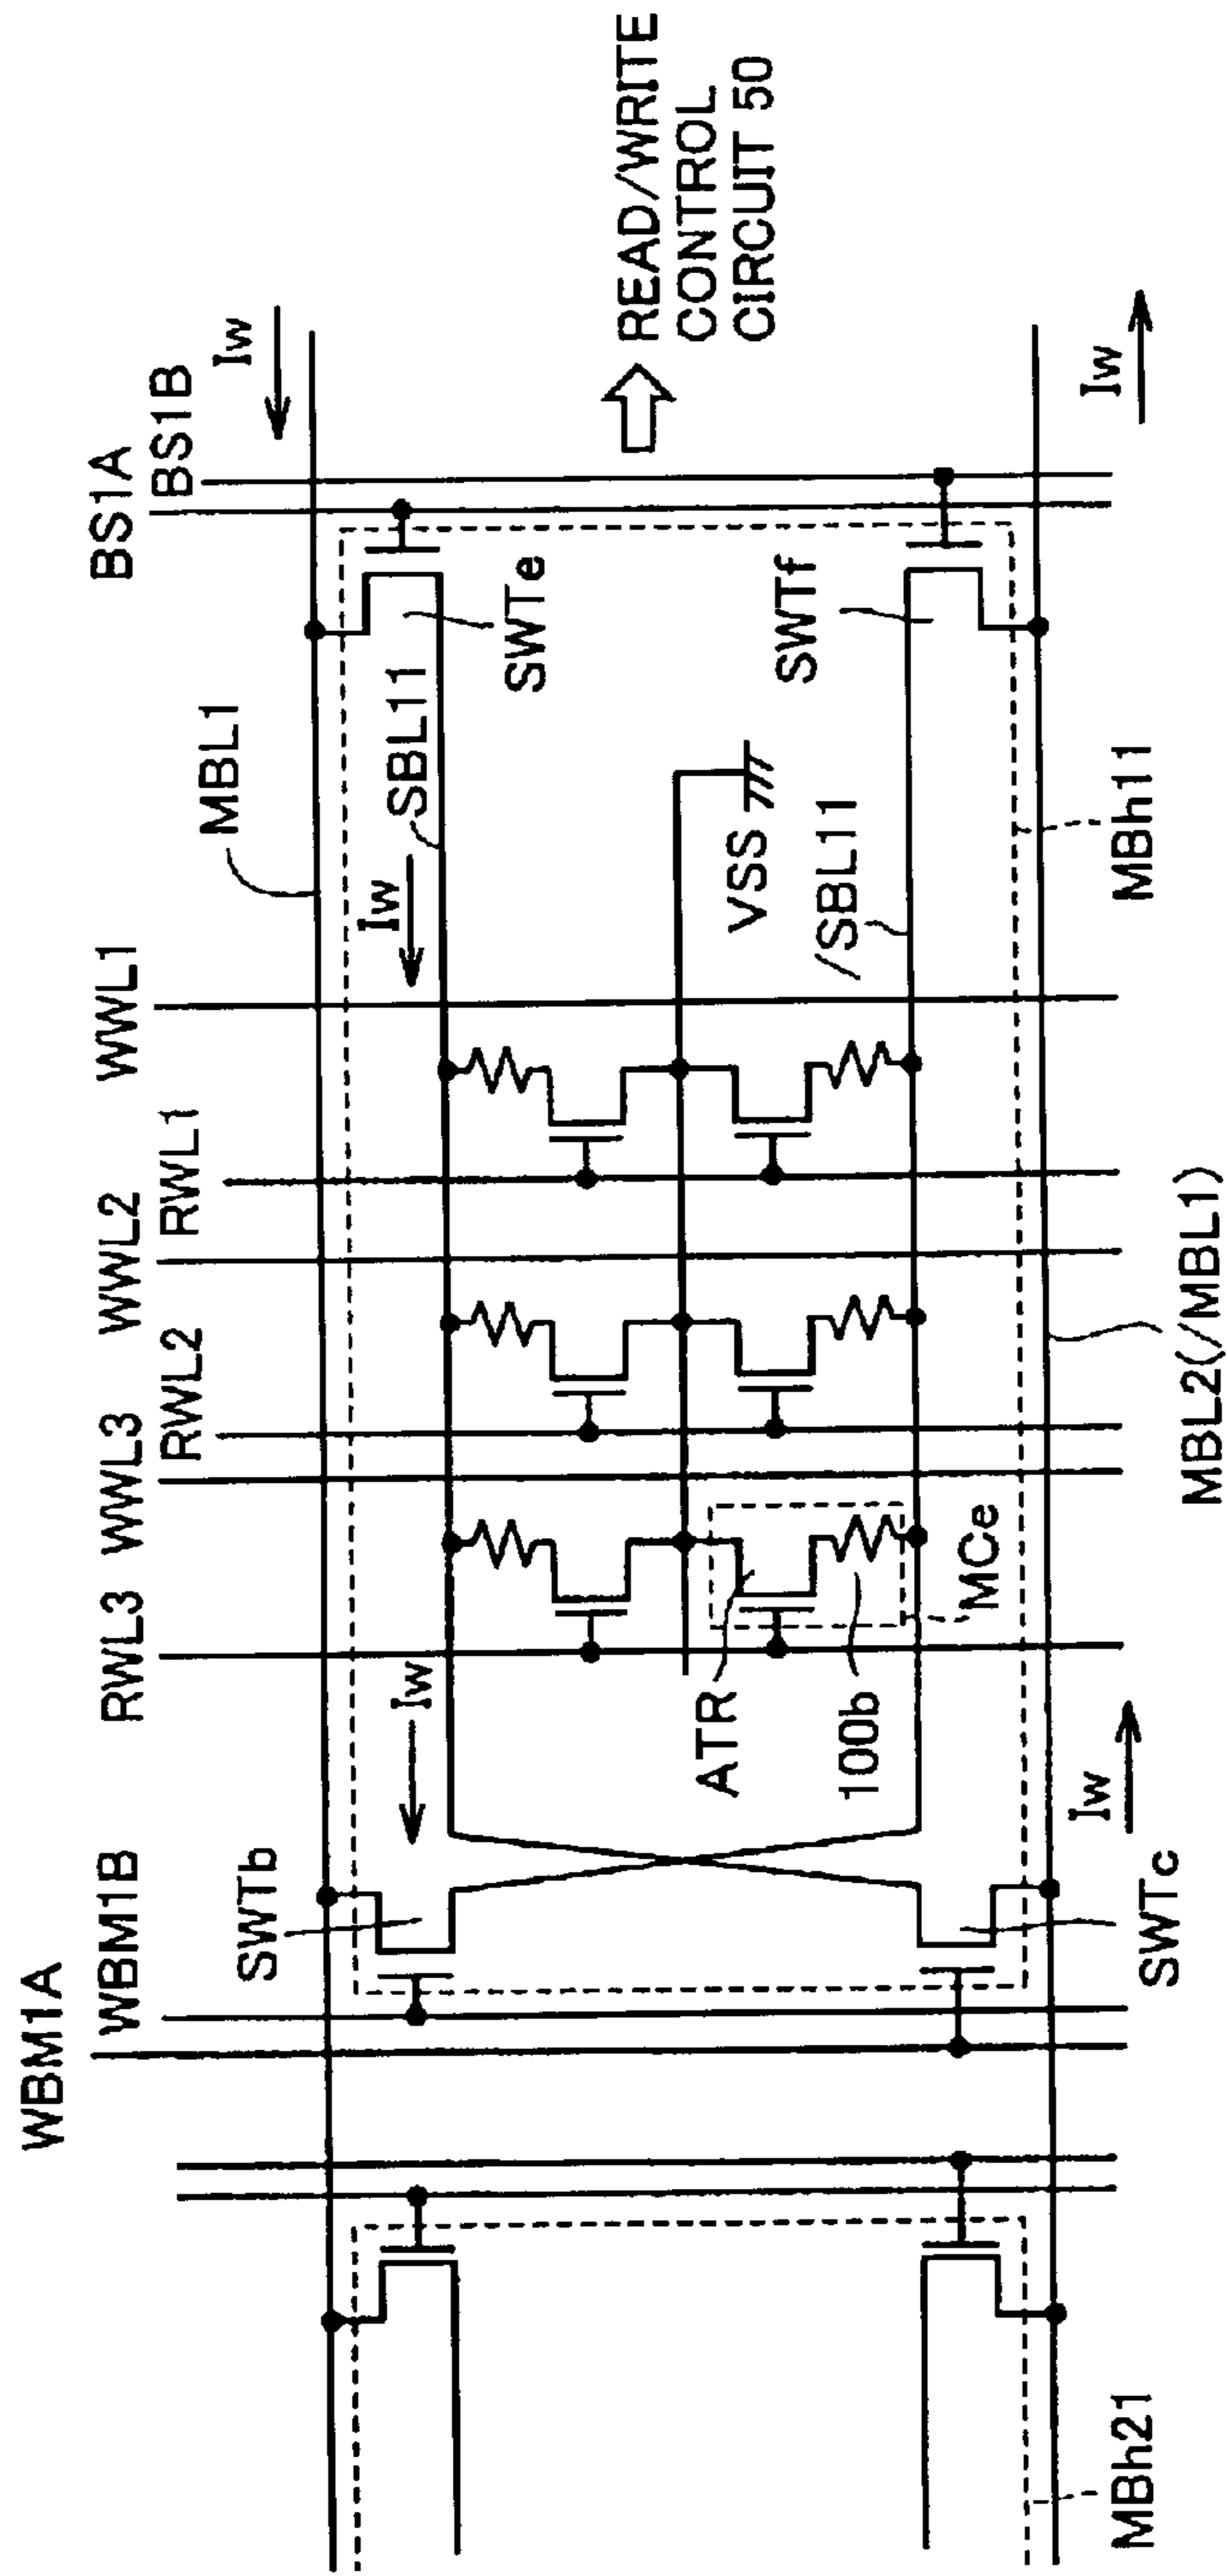 WBM1A
WBM1B
RWL3
WWL3
RWL2
WWL2
RWL1
WWL1
BS1A
BS1B
MBL1
Iw
SWTb
Iw
Iw
SBL11
SWTe
READ/WRITE
CONTROL
CIRCUIT 50
ATR
100b
MCe
VSS
/SBL11
SWTf
Iw
SWTc
Iw
MBh21
MBL2(/MBL1)
MBh11